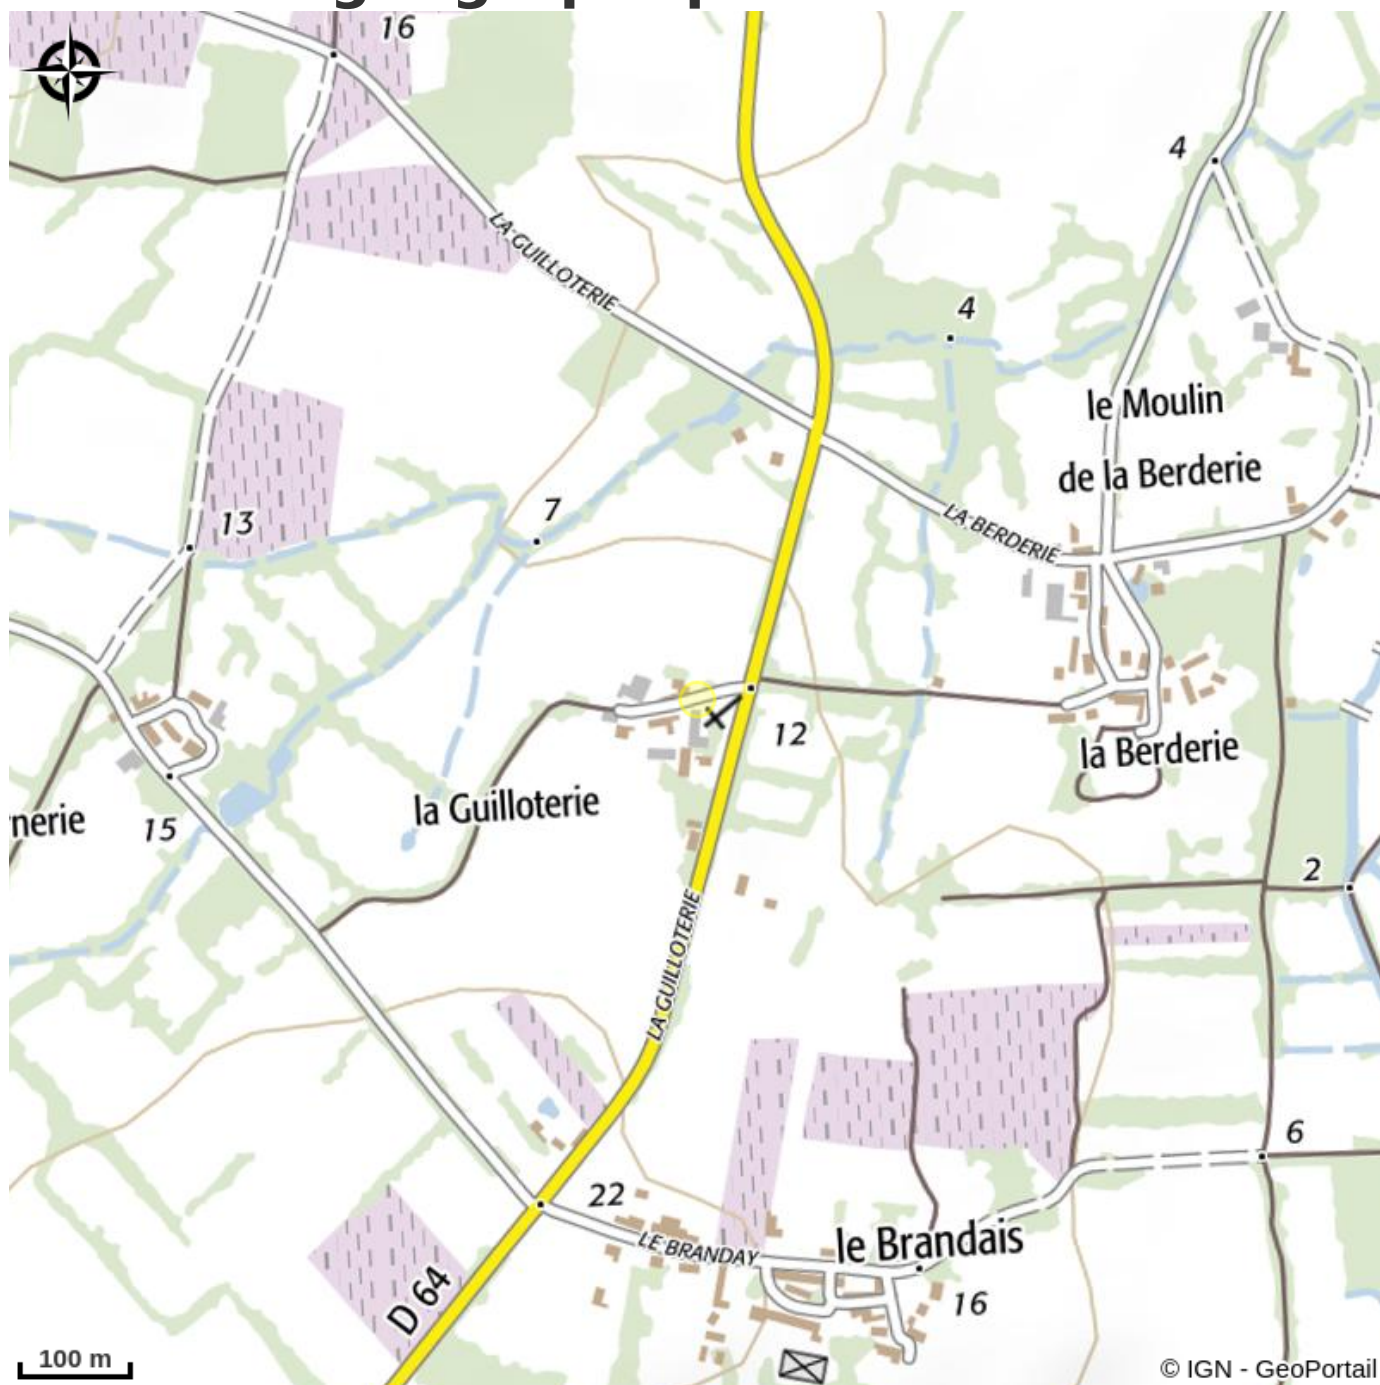 16
4
LA GUILLOTERIE
4
le Moulin
de la Berderie
7
13
LA BERDERIE
12
la Berderie
la Guilloterie
nerie
15
2
LA GUILLOTERIE
6
22
le Brandais
LE BRANDAY
D 64
16
100 m
© IGN - GeoPortail